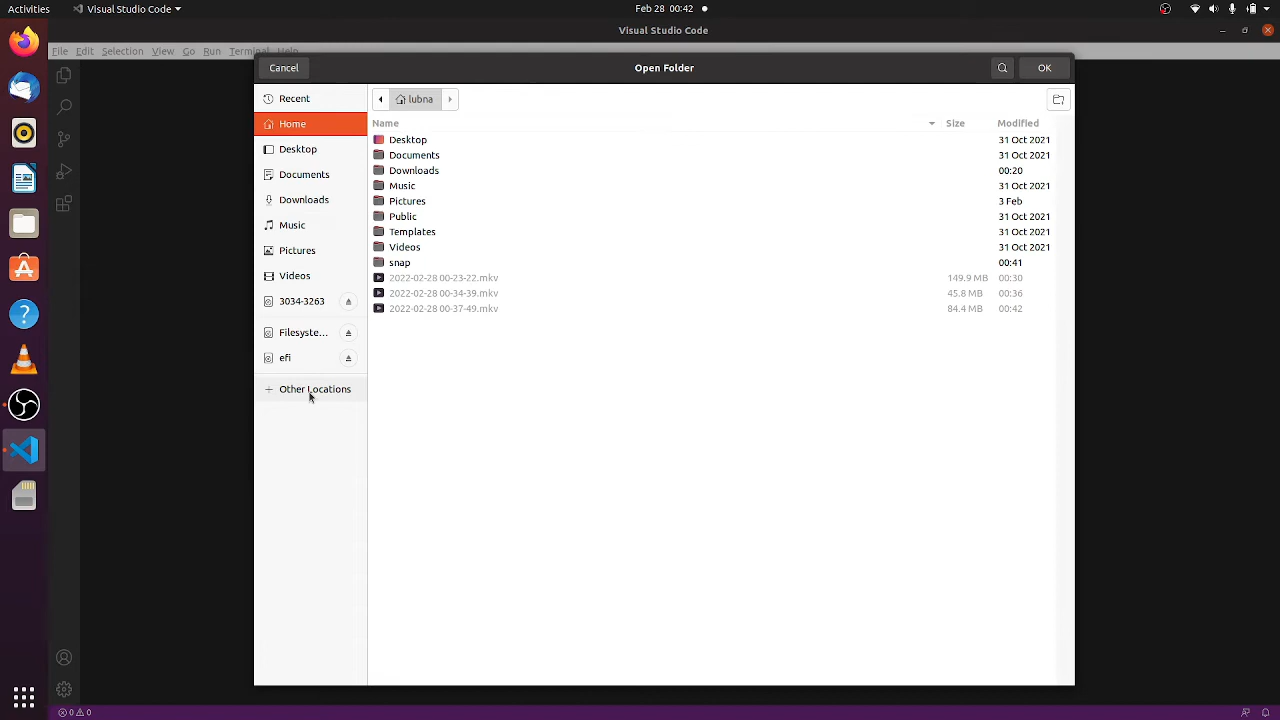 Activities Visual Studio Code Feb 28 00:42
Visual Studio Code
File Edit Selection View Go Run Terminal Help
Cancel Open Folder OK
Recent lubna
Home Name Size Modified
Desktop Desktop 31 Oct 2021
Documents Documents 31 Oct 2021
Downloads Downloads 00:20
Music Music 31 Oct 2021
Pictures Pictures 3 Feb
Videos Public 31 Oct 2021
3034-3263 Templates 31 Oct 2021
Filesyste... Videos 31 Oct 2021
efi snap 00:41
Other Locations 2022-02-28 00-23-22.mkv 149.9 MB 00:30
2022-02-28 00-34-39.mkv 45.8 MB 00:36
2022-02-28 00-37-49.mkv 84.4 MB 00:42
0 0